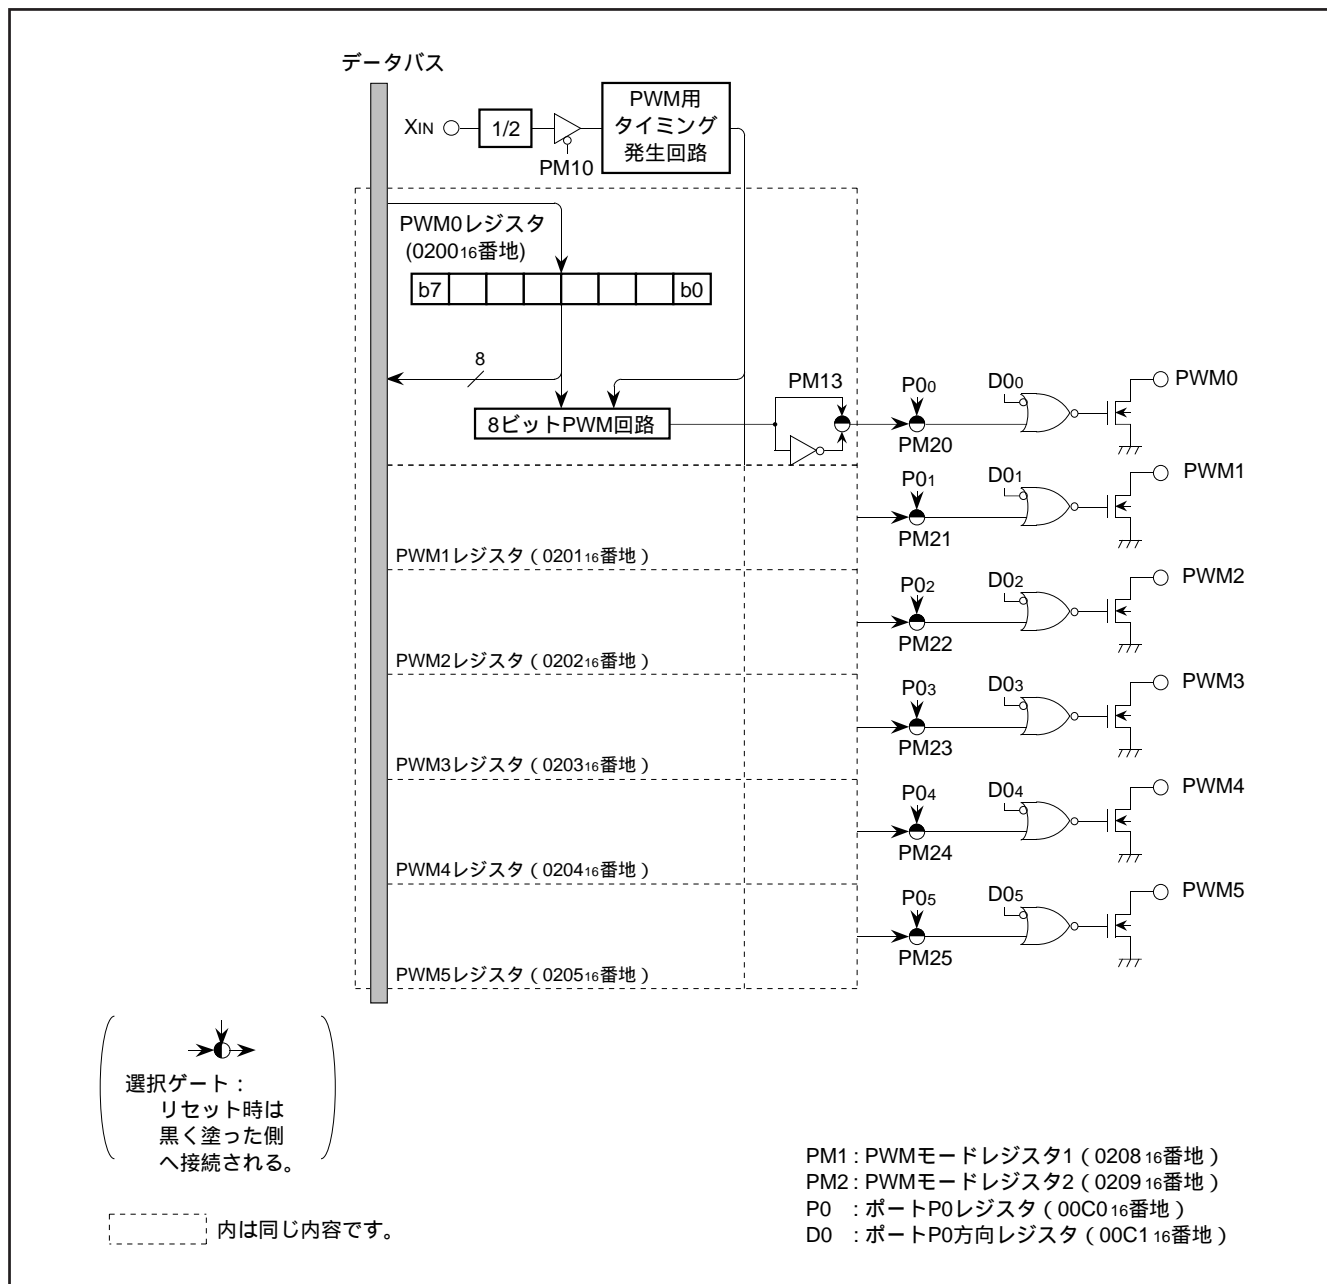 データバス
XIN
1/2
PM10
PWM用
タイミング
発生回路
PWM0レジスタ
(020016番地)
b7
b0
8
8ビットPWM回路
PM13
P00
PM20
D00
PWM0
P01
PM21
D01
PWM1
PWM1レジスタ（020116番地）
P02
PM22
D02
PWM2
PWM2レジスタ（020216番地）
P03
PM23
D03
PWM3
PWM3レジスタ（020316番地）
P04
PM24
D04
PWM4
PWM4レジスタ（020416番地）
P05
PM25
D05
PWM5
PWM5レジスタ（020516番地）
選択ゲート：
リセット時は
黒く塗った側
へ接続される。
内は同じ内容です。
PM1 : PWMモードレジスタ1（020816番地）
PM2 : PWMモードレジスタ2（020916番地）
P0 : ポートP0レジスタ（00C016番地）
D0 : ポートP0方向レジスタ（00C116番地）